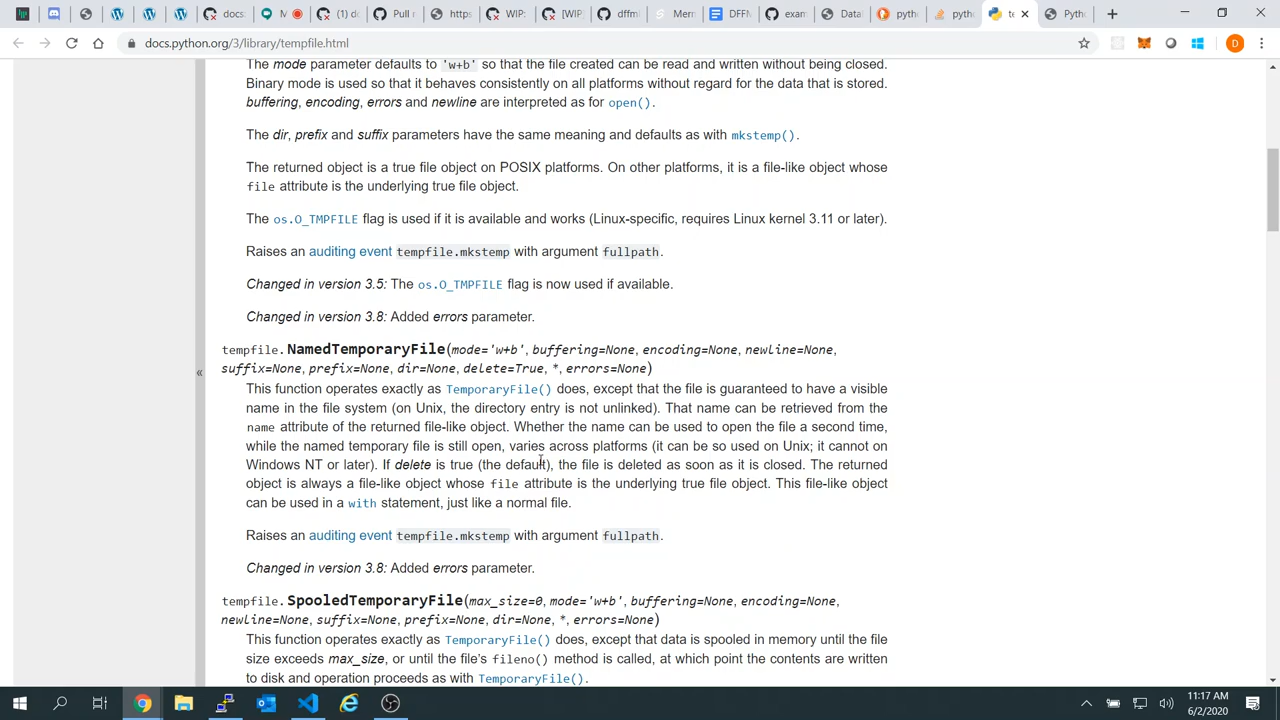 docs:
M
(1) do
Pull r
https
WIP:
[WIP]
dffml
Merm
DFFM
exam
Data
pyth
pyth
te
Pyth
docs.python.org/3/library/tempfile.html
D
The mode parameter defaults to 'w+b' so that the file created can be read and written without being closed.
Binary mode is used so that it behaves consistently on all platforms without regard for the data that is stored.
buffering, encoding, errors and newline are interpreted as for open().
The dir, prefix and suffix parameters have the same meaning and defaults as with mkstemp().
The returned object is a true file object on POSIX platforms. On other platforms, it is a file-like object whose
file attribute is the underlying true file object.
The os.O_TMPFILE flag is used if it is available and works (Linux-specific, requires Linux kernel 3.11 or later).
Raises an auditing event tempfile.mkstemp with argument fullpath.
Changed in version 3.5: The os.O_TMPFILE flag is now used if available.
Changed in version 3.8: Added errors parameter.
tempfile.NamedTemporaryFile(mode='w+b', buffering=None, encoding=None, newline=None,
suffix=None, prefix=None, dir=None, delete=True, *, errors=None)
This function operates exactly as TemporaryFile() does, except that the file is guaranteed to have a visible
name in the file system (on Unix, the directory entry is not unlinked). That name can be retrieved from the
name attribute of the returned file-like object. Whether the name can be used to open the file a second time,
while the named temporary file is still open, varies across platforms (it can be so used on Unix; it cannot on
Windows NT or later). If delete is true (the default), the file is deleted as soon as it is closed. The returned
object is always a file-like object whose file attribute is the underlying true file object. This file-like object
can be used in a with statement, just like a normal file.
Raises an auditing event tempfile.mkstemp with argument fullpath.
Changed in version 3.8: Added errors parameter.
tempfile.SpooledTemporaryFile(max_size=0, mode='w+b', buffering=None, encoding=None,
newline=None, suffix=None, prefix=None, dir=None, *, errors=None)
This function operates exactly as TemporaryFile() does, except that data is spooled in memory until the file
size exceeds max_size, or until the file's fileno() method is called, at which point the contents are written
to disk and operation proceeds as with TemporaryFile().
«
11:17 AM
6/2/2020